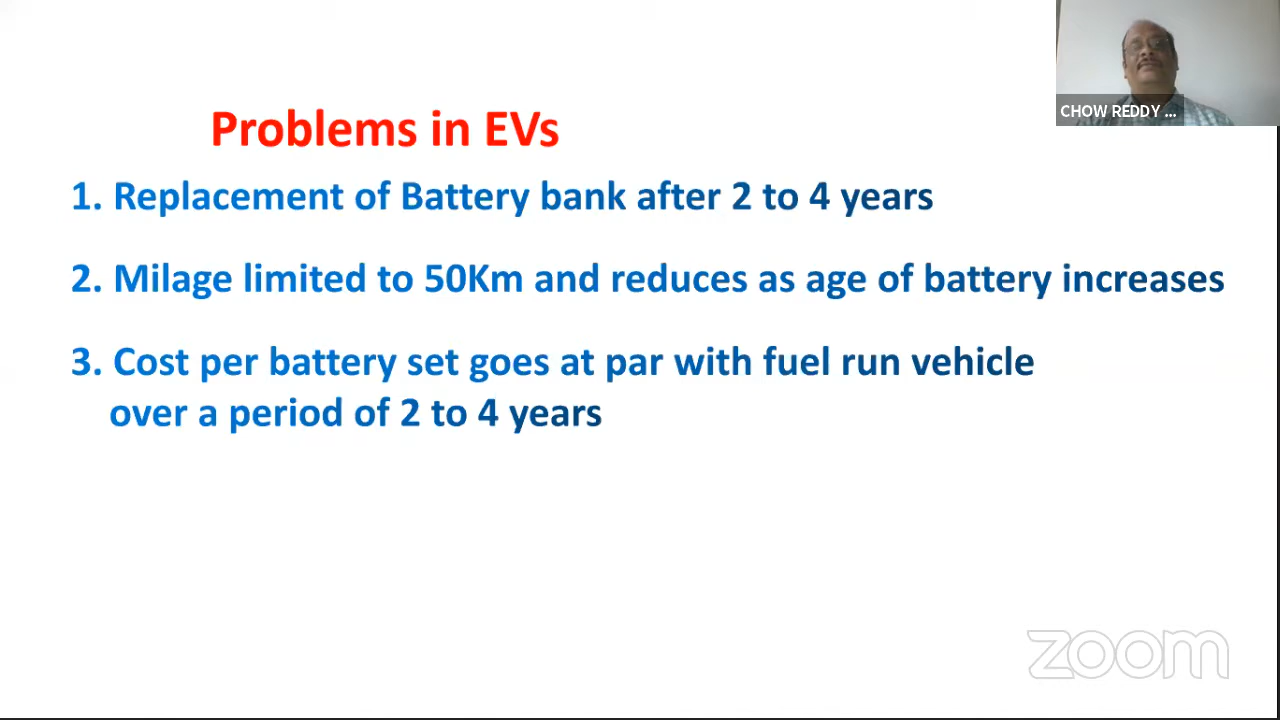 CHOW REDDY ...
Problems in EVs
1. Replacement of Battery bank after 2 to 4 years
2. Milage limited to 50Km and reduces as age of battery increases
3. Cost per battery set goes at par with fuel run vehicle
over a period of 2 to 4 years
zoom